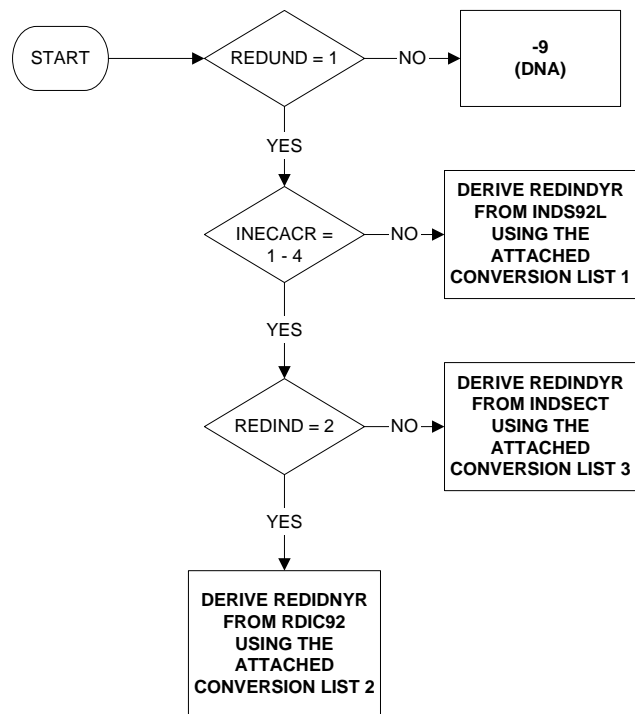 START
REDUND = 1
NO
-9
(DNA)
YES
INECACR =
1 - 4
NO
DERIVE REDINDYR
FROM INDS92L
USING THE
ATTACHED
CONVERSION LIST 1
YES
REDIND = 2
NO
DERIVE REDINDYR
FROM INDSECT
USING THE
ATTACHED
CONVERSION LIST 3
YES
DERIVE REDIDNYR
FROM RDIC92
USING THE
ATTACHED
CONVERSION LIST 2